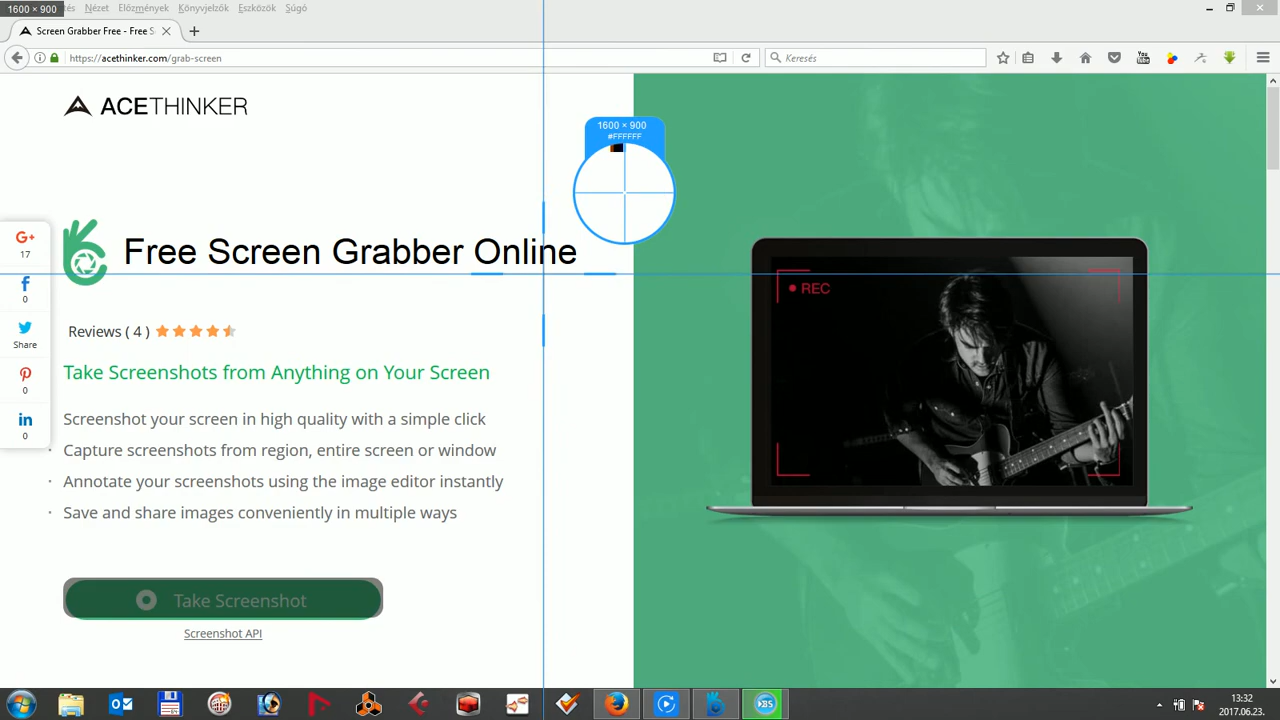 1600 × 900
tés Nézet Előzmények Könyvjelzők Eszközök Súgó
Screen Grabber Free - Free S
https://acethinker.com/grab-screen
Keresés
You
ACETHINKER
1600 × 900
#FFFFFF
G+
17
Free Screen Grabber Online
0
REC
Reviews ( 4 )
Share
Take Screenshots from Anything on Your Screen
0
Screenshot your screen in high quality with a simple click
in
0
Capture screenshots from region, entire screen or window
· Annotate your screenshots using the image editor instantly
· Save and share images conveniently in multiple ways
Take Screenshot
Screenshot API
13:32
2017.06.23.